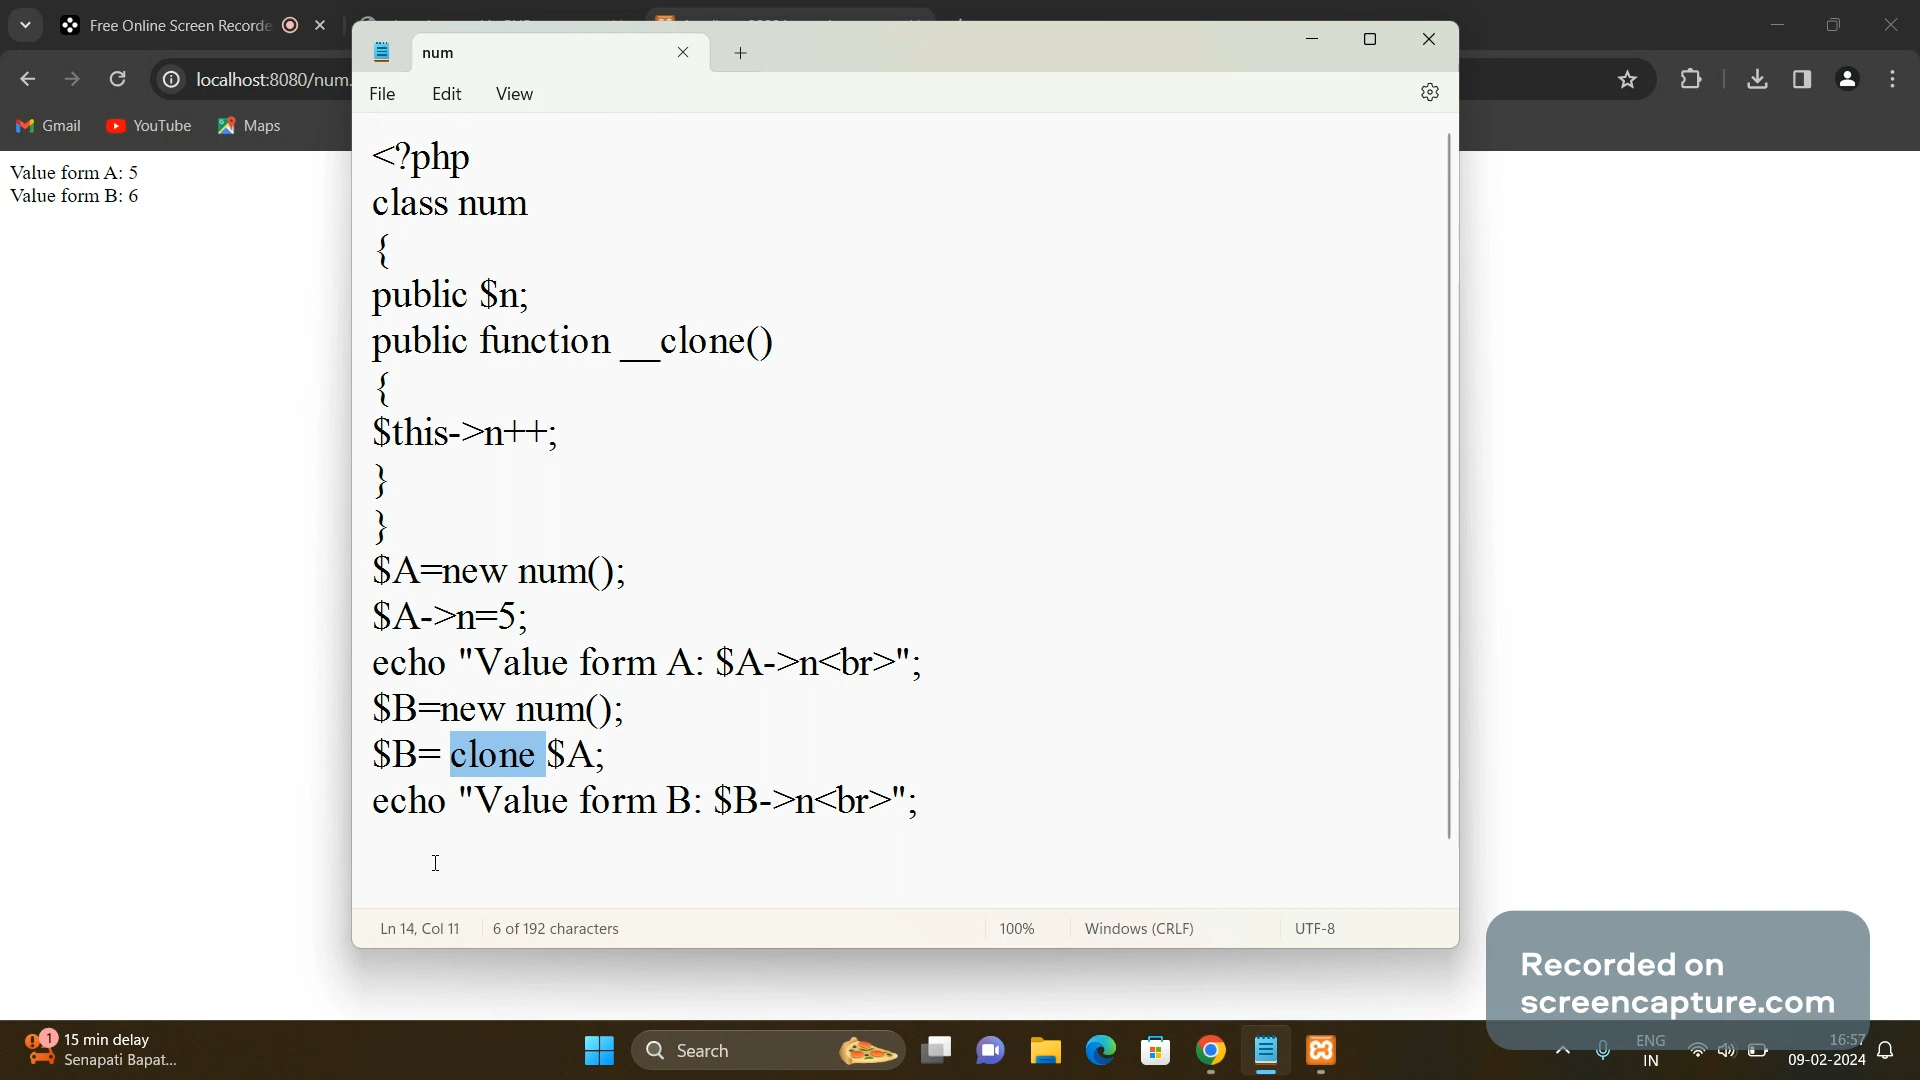 Free Online Screen Recorde
num
localhost:8080/num.
File Edit View
Gmail YouTube Maps
Value form A: 5
Value form B: 6
<?php
class num
{
public $n;
public function __clone()
{
$this->n++;
}
}
$A=new num();
$A->n=5;
echo "Value form A: $A->n<br>";
$B=new num();
$B= clone $A;
echo "Value form B: $B->n<br>";
Ln 14, Col 11 6 of 192 characters 100% Windows (CRLF) UTF-8
Recorded on
screencapture.com
1 15 min delay
Senapati Bapat...
Search
ENG
IN
16:57
09-02-2024